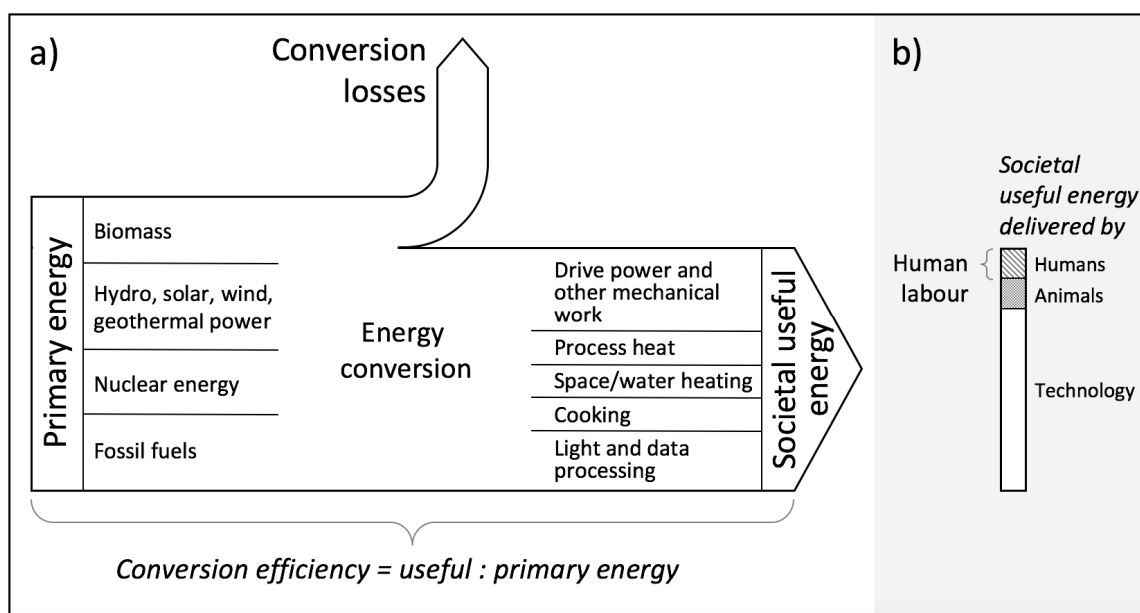 a)
Conversion
losses
Primary energy
Biomass
Hydro, solar, wind,
geothermal power
Nuclear energy
Fossil fuels
Energy
conversion
Drive power and
other mechanical
work
Process heat
Space/water heating
Cooking
Light and data
processing
Societal useful
energy
Conversion efficiency = useful : primary energy
b)
Societal
useful energy
delivered by
Human
labour
Humans
Animals
Technology